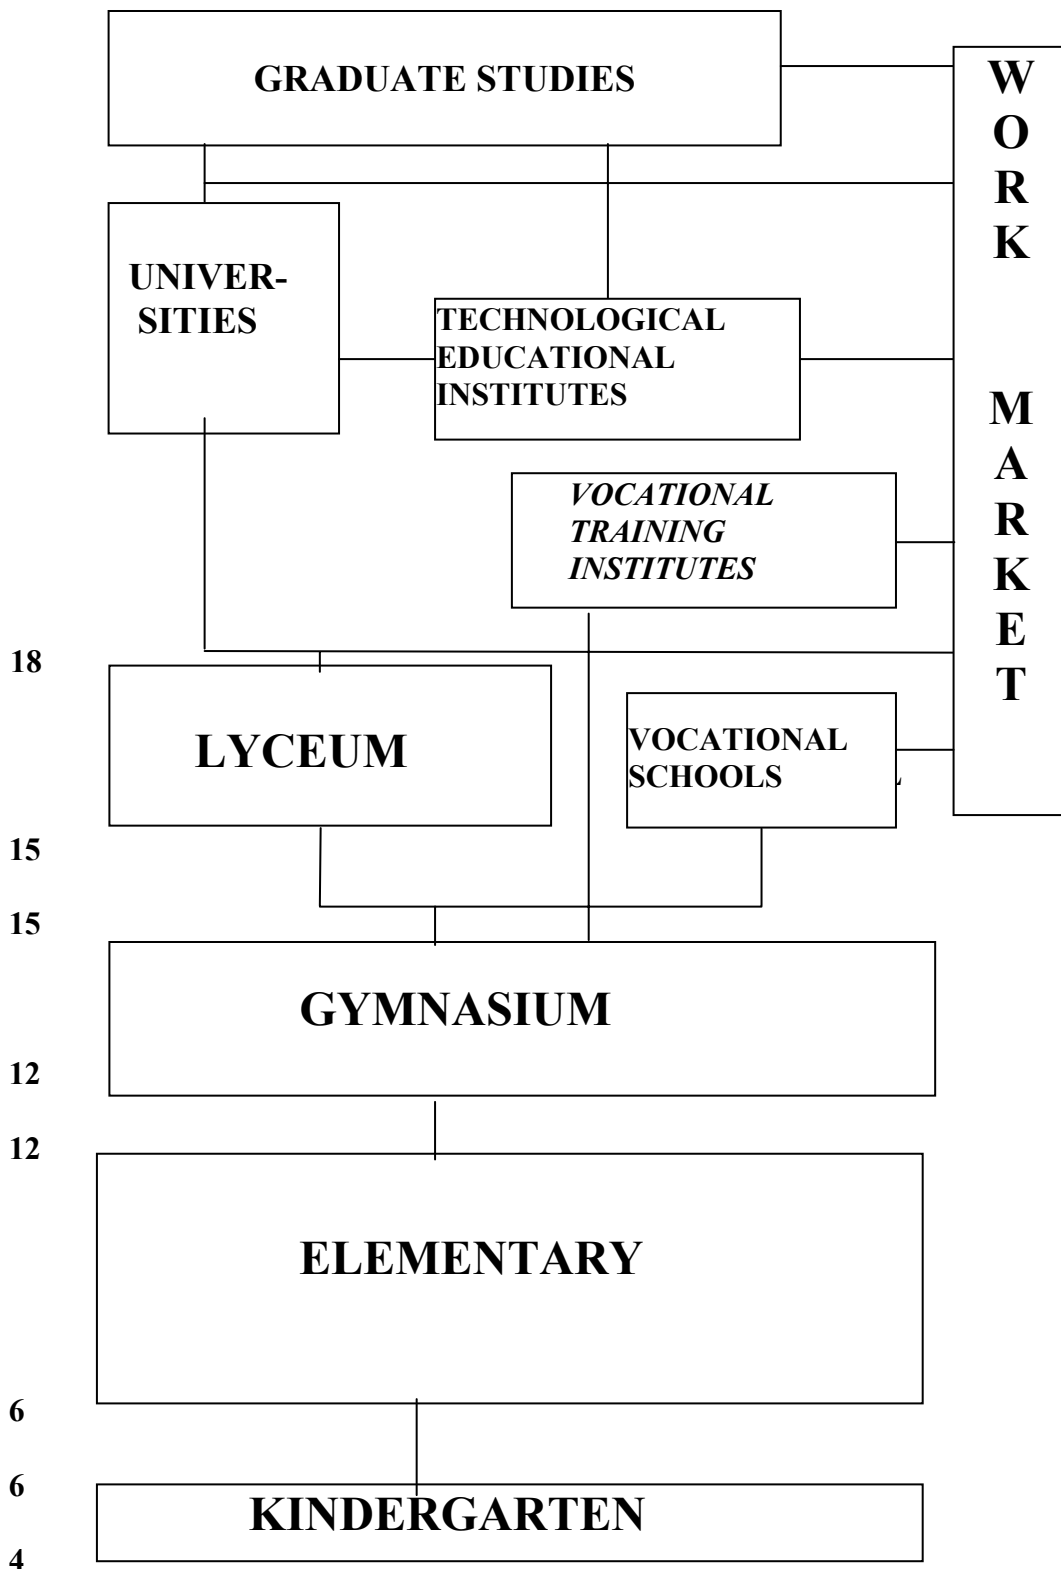 GRADUATE STUDIES
W
O
R
K
M
A
R
K
E
T
UNIVER-
SITIES
TECHNOLOGICAL
EDUCATIONAL
INSTITUTES
VOCATIONAL
TRAINING
INSTITUTES
18
LYCEUM
VOCATIONAL
SCHOOLS
15
15
GYMNASIUM
12
12
ELEMENTARY
6
6
KINDERGARTEN
4